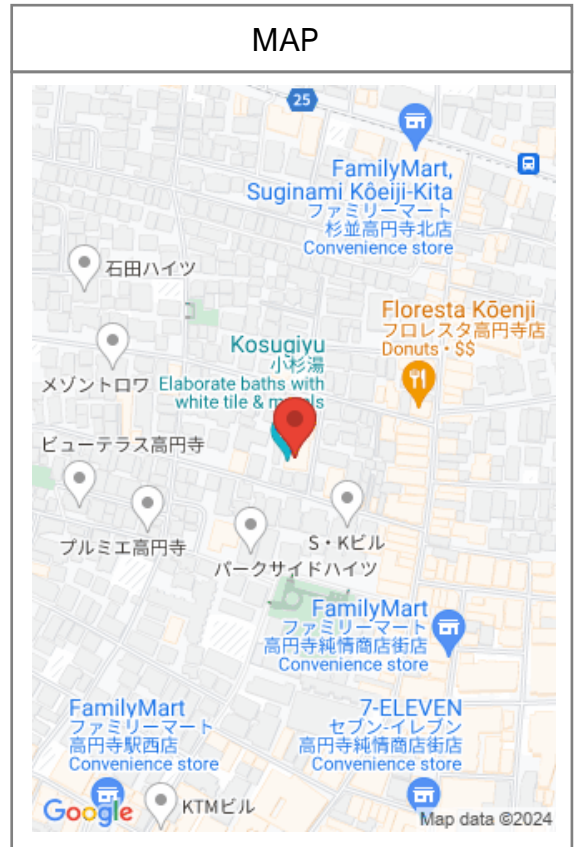 MAP
25
FamilyMart,
Suginami Kôeiji-Kita
ファミリーマート
杉並高円寺北店
Convenience store
石田ハイツ
Floresta Kōenji
フロレスタ高円寺店
Donuts • $$
Kosugiyu
小杉湯
Elaborate baths with
white tile & m
メゾントロワ
ビューテラス高円寺
プルミエ高円寺
S・Kビル
パークサイドハイツ
FamilyMart
ファミリーマート
高円寺純情商店街店
Convenience store
FamilyMart
ファミリーマート
高円寺駅西店
Convenience store
7-ELEVEN
セブン-イレブン
高円寺純情商店街店
Convenience store
Google
KTMビル
Map data ©2024